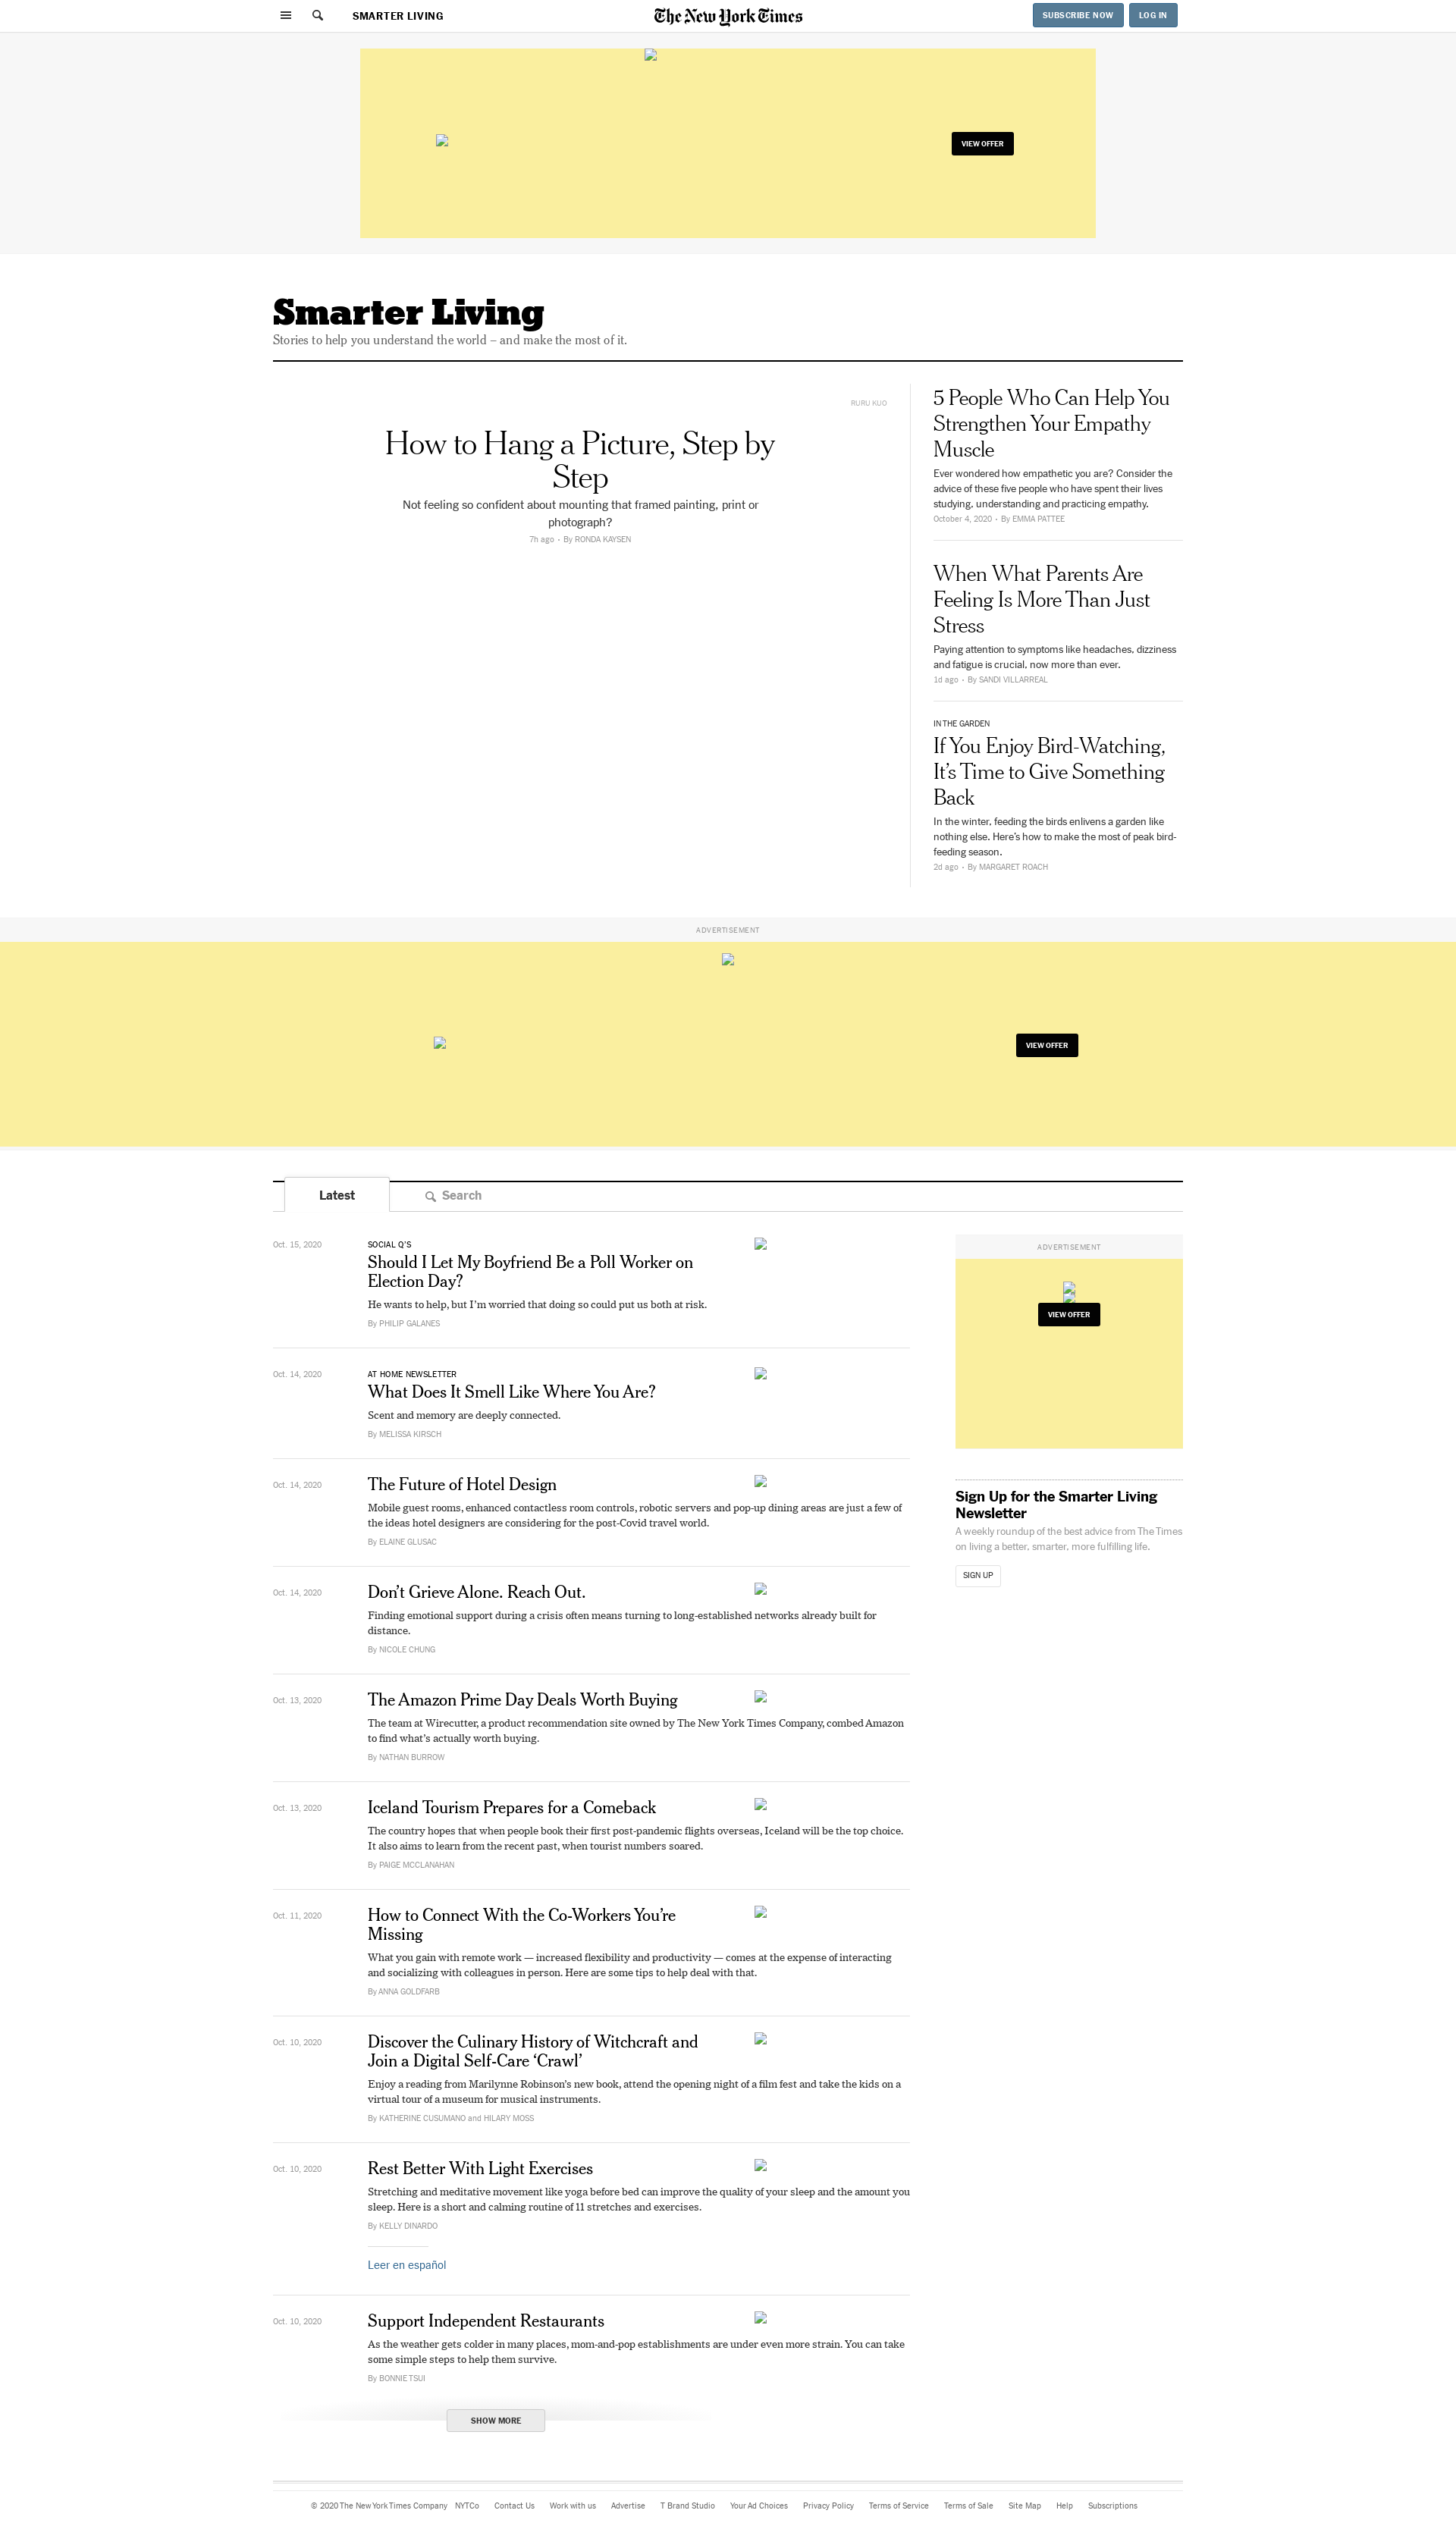 SMARTER LIVING
The New York Times
SUBSCRIBE NOW
LOG IN
VIEW OFFER
Smarter Living
Stories to help you understand the world – and make the most of it.
RURU KUO
How to Hang a Picture, Step by
Step
Not feeling so confident about mounting that framed painting, print or
photograph?
7h ago • By RONDA KAYSEN
5 People Who Can Help You
Strengthen Your Empathy
Muscle
Ever wondered how empathetic you are? Consider the
advice of these five people who have spent their lives
studying, understanding and practicing empathy.
October 4, 2020 • By EMMA PATTEE
When What Parents Are
Feeling Is More Than Just
Stress
Paying attention to symptoms like headaches, dizziness
and fatigue is crucial, now more than ever.
1d ago • By SANDI VILLARREAL
IN THE GARDEN
If You Enjoy Bird-Watching,
It’s Time to Give Something
Back
In the winter, feeding the birds enlivens a garden like
nothing else. Here’s how to make the most of peak bird-
feeding season.
2d ago • By MARGARET ROACH
ADVERTISEMENT
VIEW OFFER
Latest
Search
Oct. 15, 2020
SOCIAL Q’S
Should I Let My Boyfriend Be a Poll Worker on
Election Day?
He wants to help, but I’m worried that doing so could put us both at risk.
By PHILIP GALANES
Oct. 14, 2020
AT HOME NEWSLETTER
What Does It Smell Like Where You Are?
Scent and memory are deeply connected.
By MELISSA KIRSCH
Oct. 14, 2020
The Future of Hotel Design
Mobile guest rooms, enhanced contactless room controls, robotic servers and pop-up dining areas are just a few of
the ideas hotel designers are considering for the post-Covid travel world.
By ELAINE GLUSAC
Oct. 14, 2020
Don’t Grieve Alone. Reach Out.
Finding emotional support during a crisis often means turning to long-established networks already built for
distance.
By NICOLE CHUNG
Oct. 13, 2020
The Amazon Prime Day Deals Worth Buying
The team at Wirecutter, a product recommendation site owned by The New York Times Company, combed Amazon
to find what’s actually worth buying.
By NATHAN BURROW
Oct. 13, 2020
Iceland Tourism Prepares for a Comeback
The country hopes that when people book their first post-pandemic flights overseas, Iceland will be the top choice.
It also aims to learn from the recent past, when tourist numbers soared.
By PAIGE MCCLANAHAN
Oct. 11, 2020
How to Connect With the Co-Workers You’re
Missing
What you gain with remote work — increased flexibility and productivity — comes at the expense of interacting
and socializing with colleagues in person. Here are some tips to help deal with that.
By ANNA GOLDFARB
Oct. 10, 2020
Discover the Culinary History of Witchcraft and
Join a Digital Self-Care ‘Crawl’
Enjoy a reading from Marilynne Robinson’s new book, attend the opening night of a film fest and take the kids on a
virtual tour of a museum for musical instruments.
By KATHERINE CUSUMANO and HILARY MOSS
Oct. 10, 2020
Rest Better With Light Exercises
Stretching and meditative movement like yoga before bed can improve the quality of your sleep and the amount you
sleep. Here is a short and calming routine of 11 stretches and exercises.
By KELLY DINARDO
Leer en español
Oct. 10, 2020
Support Independent Restaurants
As the weather gets colder in many places, mom-and-pop establishments are under even more strain. You can take
some simple steps to help them survive.
By BONNIE TSUI
SHOW MORE
ADVERTISEMENT
VIEW OFFER
Sign Up for the Smarter Living
Newsletter
A weekly roundup of the best advice from The Times
on living a better, smarter, more fulfilling life.
SIGN UP
© 2020 The New York Times Company NYTCo Contact Us Work with us Advertise T Brand Studio Your Ad Choices Privacy Policy Terms of Service Terms of Sale Site Map Help Subscriptions